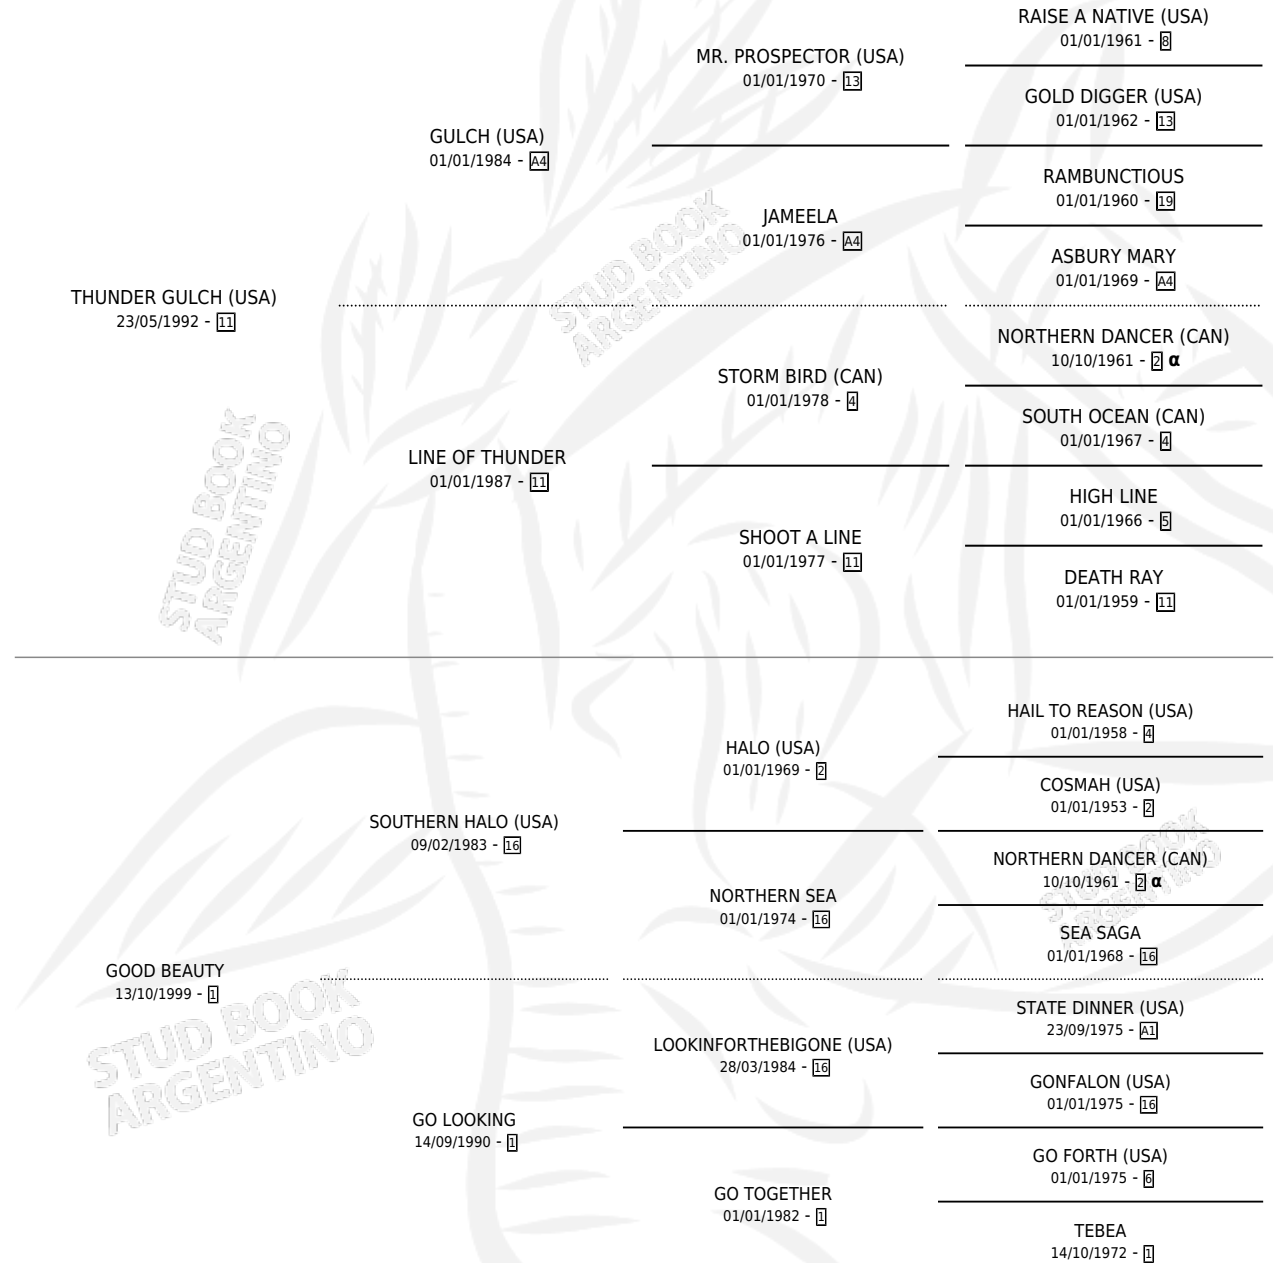 RAISE A NATIVE (USA)
01/01/1961 - 8
MR. PROSPECTOR (USA)
01/01/1970 - 13
GOLD DIGGER (USA)
01/01/1962 - 13
GULCH (USA)
01/01/1984 - A4
RAMBUNCTIOUS
01/01/1960 - 19
JAMEELA
01/01/1976 - A4
ASBURY MARY
01/01/1969 - A4
THUNDER GULCH (USA)
23/05/1992 - 11
NORTHERN DANCER (CAN)
10/10/1961 - 2 α
STORM BIRD (CAN)
01/01/1978 - 4
SOUTH OCEAN (CAN)
01/01/1967 - 4
LINE OF THUNDER
01/01/1987 - 11
HIGH LINE
01/01/1966 - 5
SHOOT A LINE
01/01/1977 - 11
DEATH RAY
01/01/1959 - 11
HAIL TO REASON (USA)
01/01/1958 - 4
HALO (USA)
01/01/1969 - 2
COSMAH (USA)
01/01/1953 - 2
SOUTHERN HALO (USA)
09/02/1983 - 16
NORTHERN DANCER (CAN)
10/10/1961 - 2 α
NORTHERN SEA
01/01/1974 - 16
SEA SAGA
01/01/1968 - 16
GOOD BEAUTY
13/10/1999 - 1
STATE DINNER (USA)
23/09/1975 - A1
LOOKINFORTHEBIGONE (USA)
28/03/1984 - 16
GONFALON (USA)
01/01/1975 - 16
GO LOOKING
14/09/1990 - 1
GO FORTH (USA)
01/01/1975 - 6
GO TOGETHER
01/01/1982 - 1
TEBEA
14/10/1972 - 1
STUD BOOK
ARGENTINO
STUD BOOK
ARGENTINO
STUD BOOK
ARGENTINO
STUD BOOK
ARGENTINO